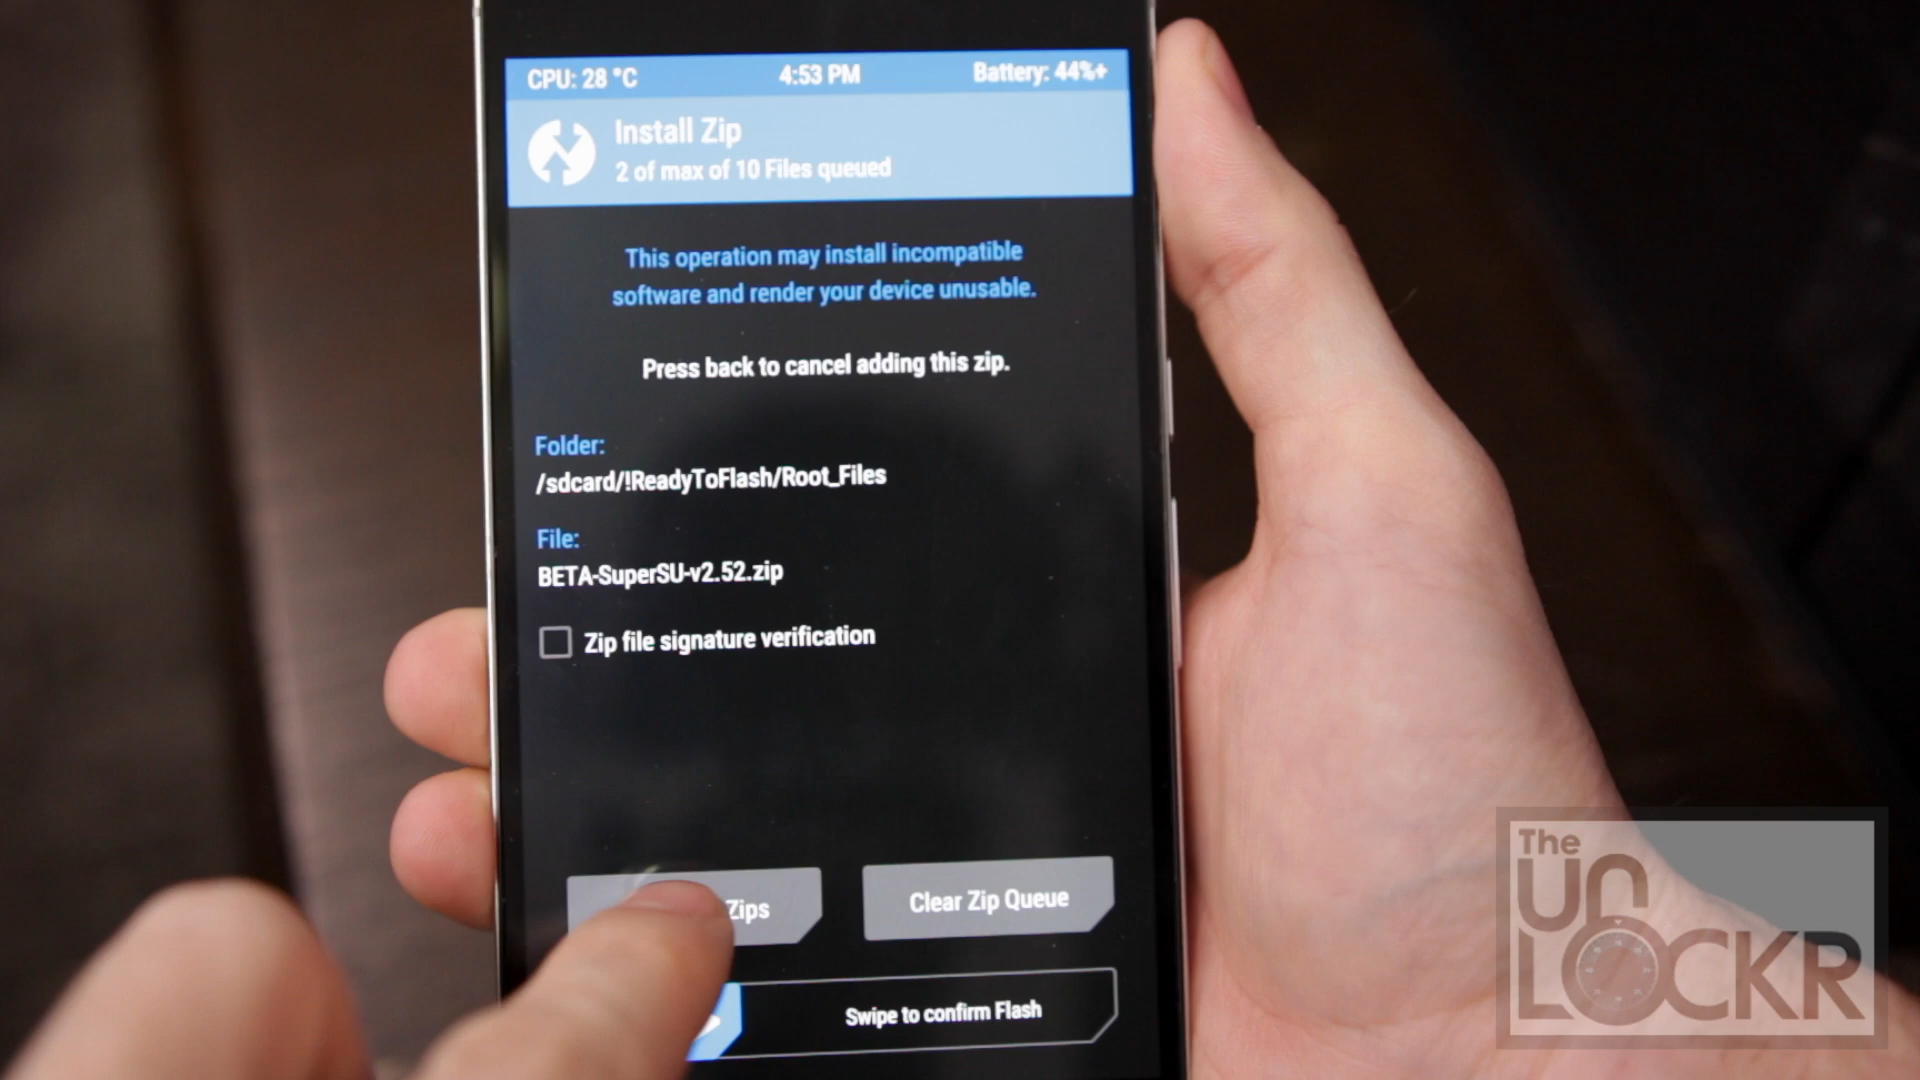 CPU: 28 °C
4:53 PM
Battery: 44%+
Install Zip
2 of max of 10 Files queued
This operation may install incompatible
software and render your device unusable.
Press back to cancel adding this zip.
Folder:
/sdcard/!ReadyToFlash/Root_Files
File:
BETA-SuperSU-v2.52.zip
Zip file signature verification
Zips
Clear Zip Queue
Swipe to confirm Flash
The
UN
LOCKR